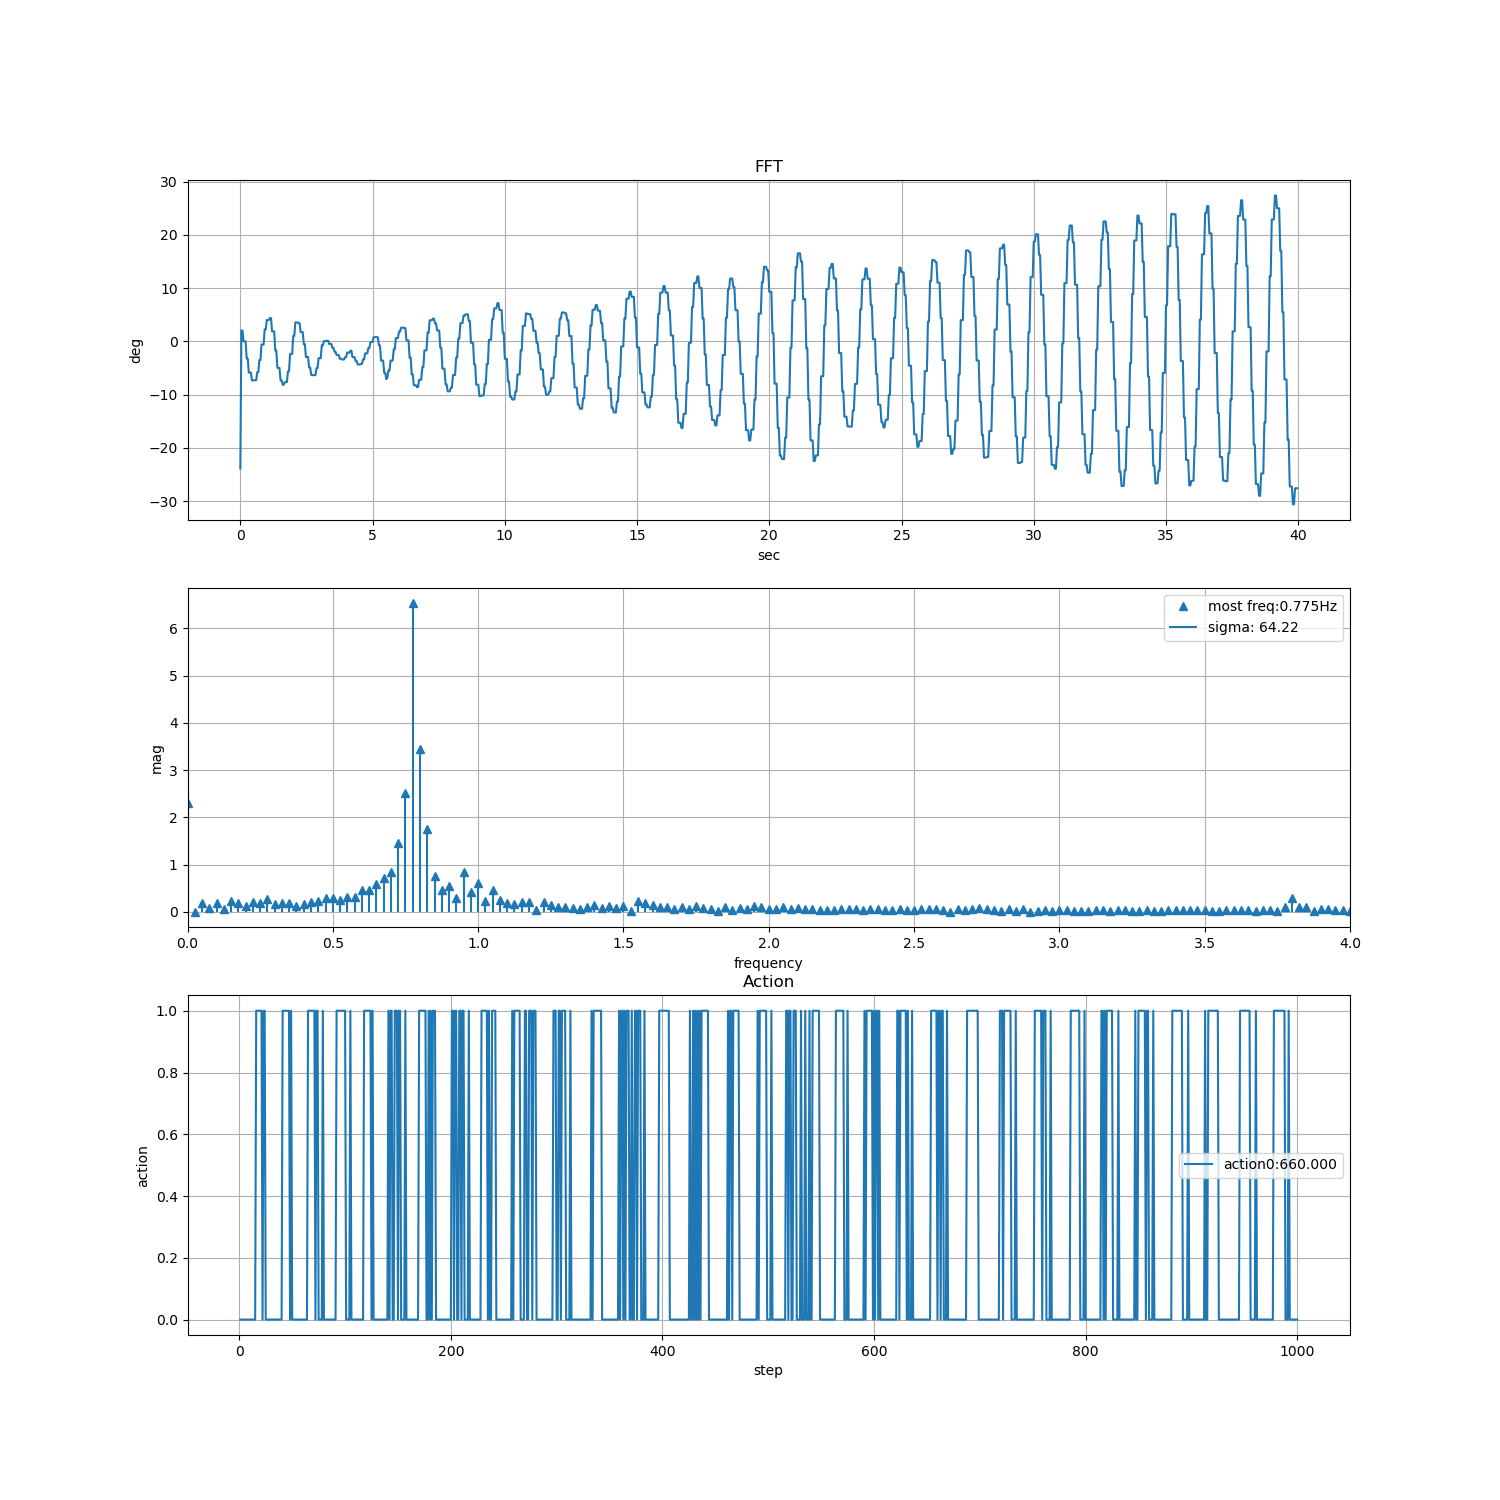 FFT
30
20
10
0
−10
−20
−30
deg
0 5 10 15 20 25 30 35 40
sec
most freq:0.775Hz
sigma: 64.22
6
5
4
3
2
1
0
mag
0.0 0.5 1.0 1.5 2.0 2.5 3.0 3.5 4.0
frequency
Action
1.0
0.8
0.6
0.4
0.2
0.0
action
action0:660.000
0 200 400 600 800 1000
step